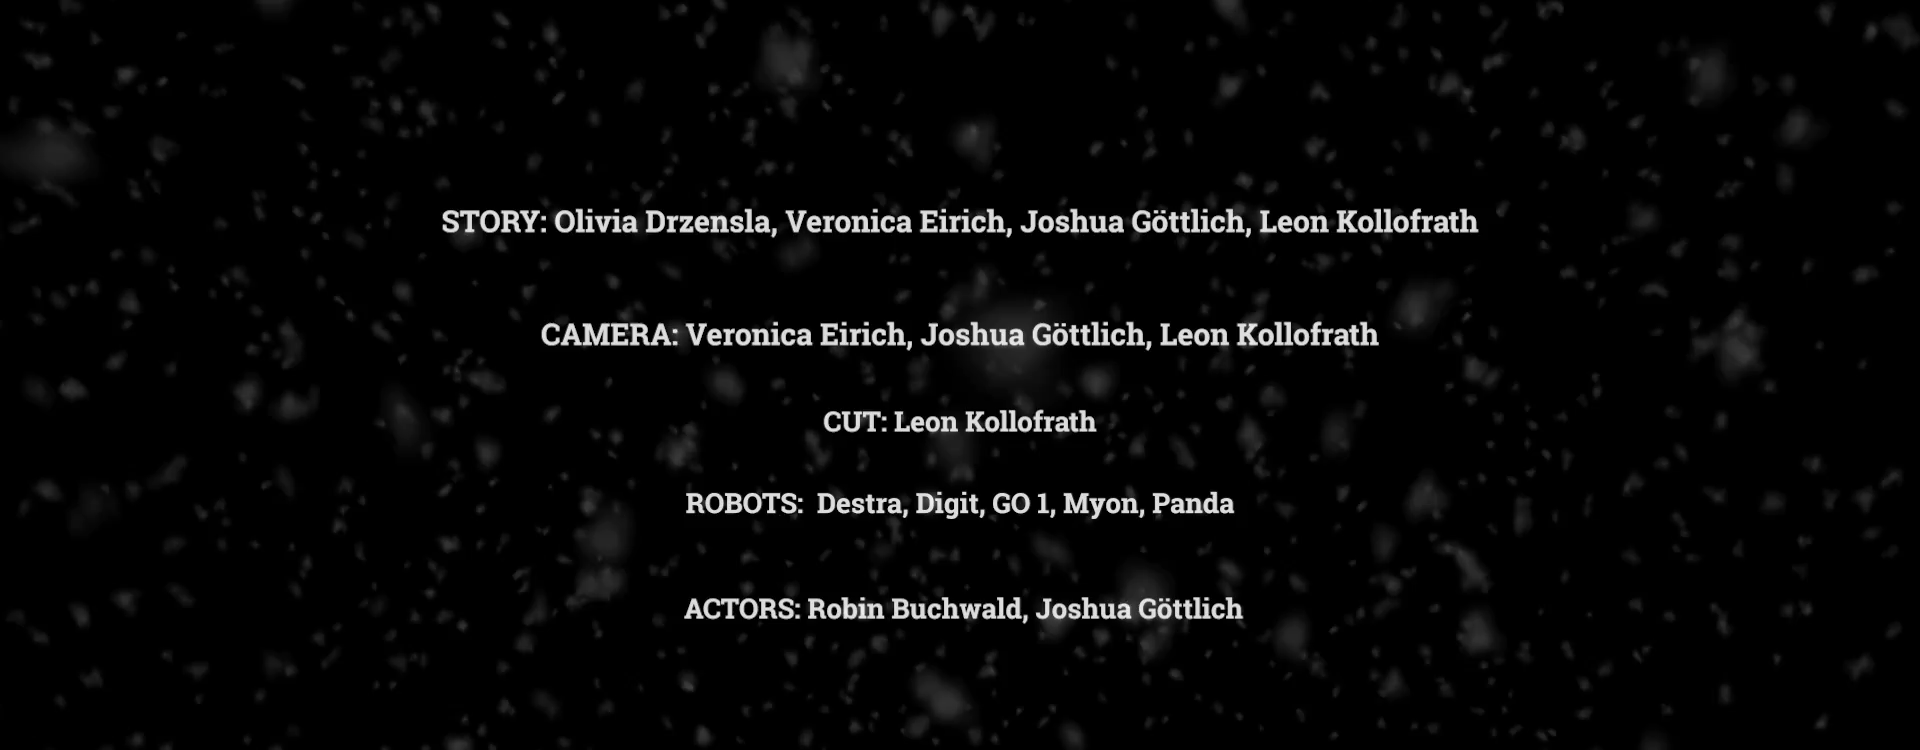 STORY: Olivia Drzensla, Veronica Eirich, Joshua Göttlich, Leon Kollofrath
CAMERA: Veronica Eirich, Joshua Göttlich, Leon Kollofrath
CUT: Leon Kollofrath
ROBOTS:  Destra, Digit, GO 1, Myon, Panda
ACTORS: Robin Buchwald, Joshua Göttlich